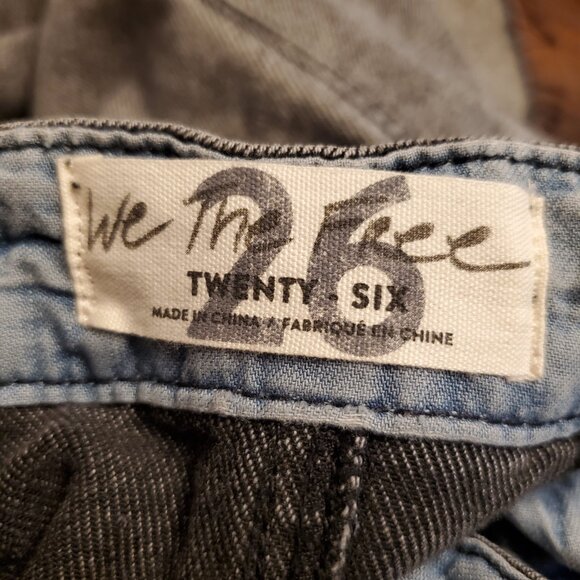 We The Free
26
TWENTY - SIX
MADE IN CHINA / FABRIQUÉ EN CHINE